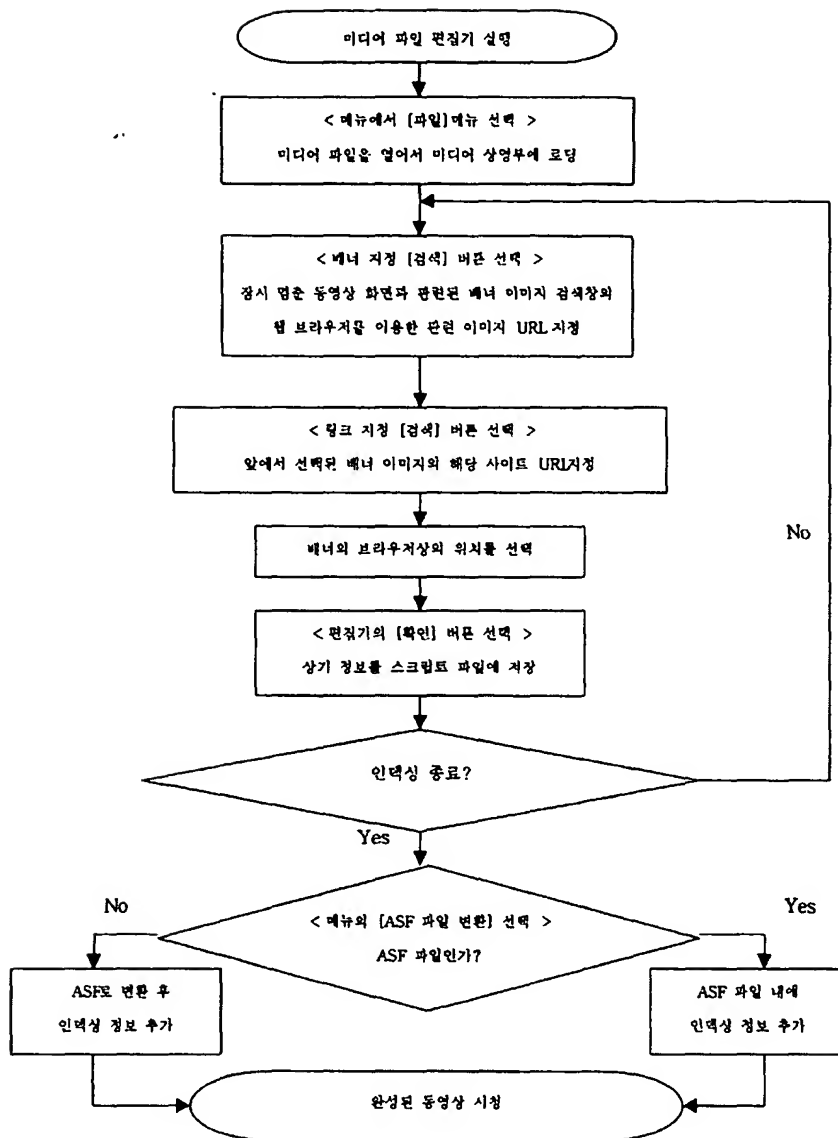 미디어 파일 편집기 실행
< 메뉴에서 [파일]메뉴 선택 >
미디어 파일을 열어서 미디어 상영부에 로딩
< 배너 지정 [검색] 버튼 선택 >
잠시 멈춘 동영상 화면과 관련된 배너 이미지 검색창의
웹 브라우저를 이용한 관련 이미지 URL 지정
< 링크 지정 [검색] 버튼 선택 >
앞에서 선택된 배너 이미지의 해당 사이트 URL지정
No
배너의 브라우저상의 위치를 선택
< 편집기의 [확인] 버튼 선택 >
상기 정보를 스크립트 파일에 저장
인덱싱 종료?
Yes
No
< 메뉴의 [ASF 파일 변환] 선택 >
ASF 파일인가?
Yes
ASF로 변환 후
인덱싱 정보 추가
ASF 파일 내에
인덱싱 정보 추가
완성된 동영상 시청